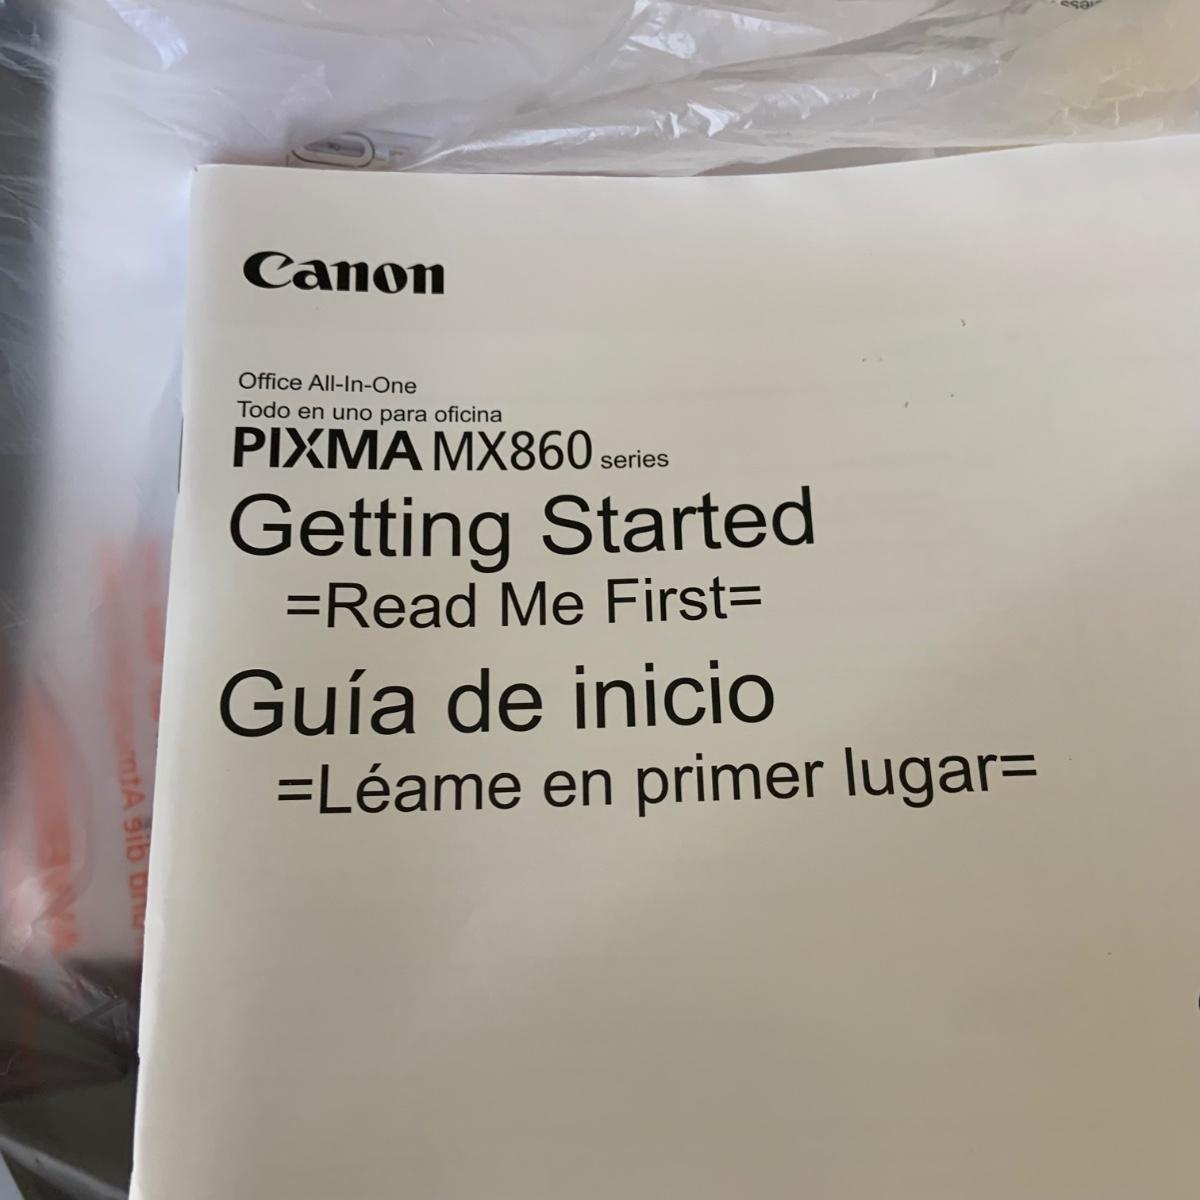 Canon
Office All-In-One
Todo en uno para oficina
PIXMA MX860 series
Getting Started
=Read Me First=
Guía de inicio
=Léame en primer lugar=